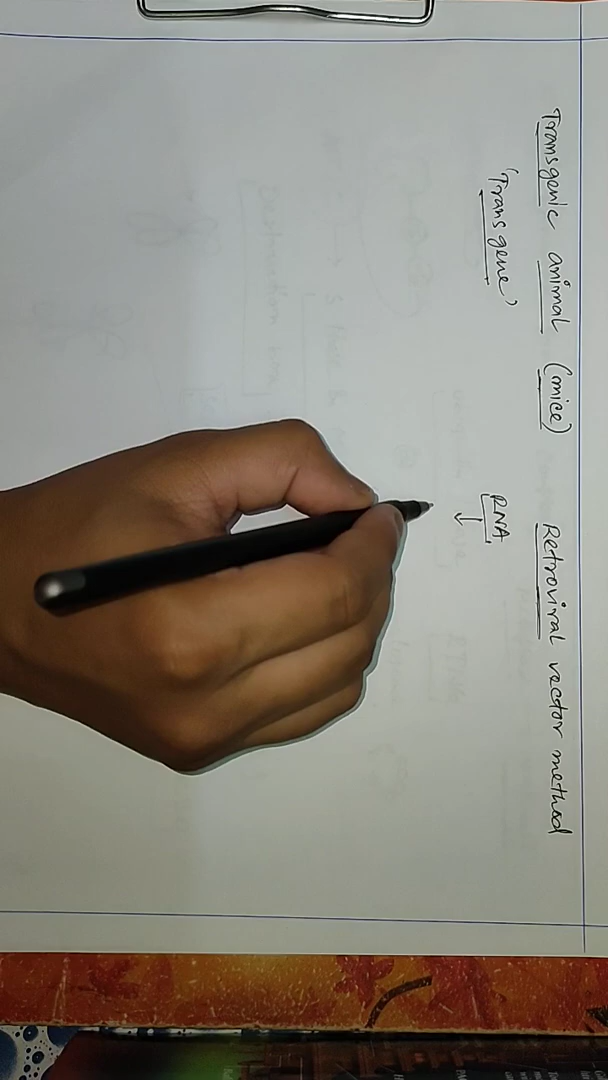 Transgenic animal (mice) Retroviral vector method
'Transgene' RNA
↓